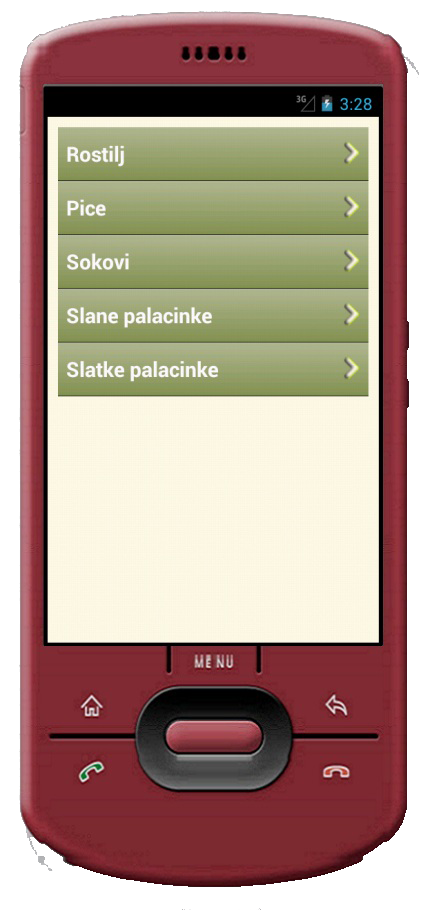 3G 3:28
Rostilj
Pice
Sokovi
Slane palacinke
Slatke palacinke
MENU